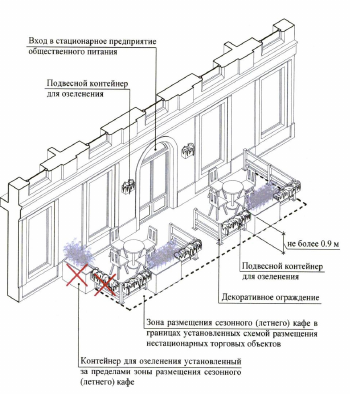 Вход в стационарное предприятие
общественного питания
Подвесной контейнер
для озеленения
не более 0.9 м
Подвесной контейнер
для озеленения
Декоративное ограждение
Зона размещения сезонного (летнего) кафе в
границах установленных схемой размещения
нестационарных торговых объектов
Контейнер для озеленения установленный
за пределами зоны размещения сезонного
(летнего) кафе